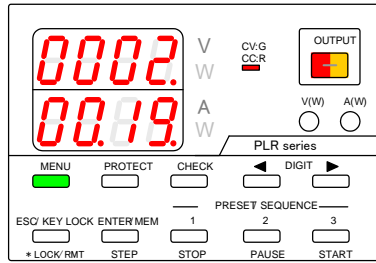 OUTPUT
0002. V
W
CV:G
CC:R
00.19. A
W
V(W) A(W)
PLR series
MENU PROTECT CHECK ◀ DIGIT ▶
PRESET/ SEQUENCE
ESC/ KEY LOCK ENTER/MEM 1 2 3
* LOCK/ RMT STEP STOP PAUSE START